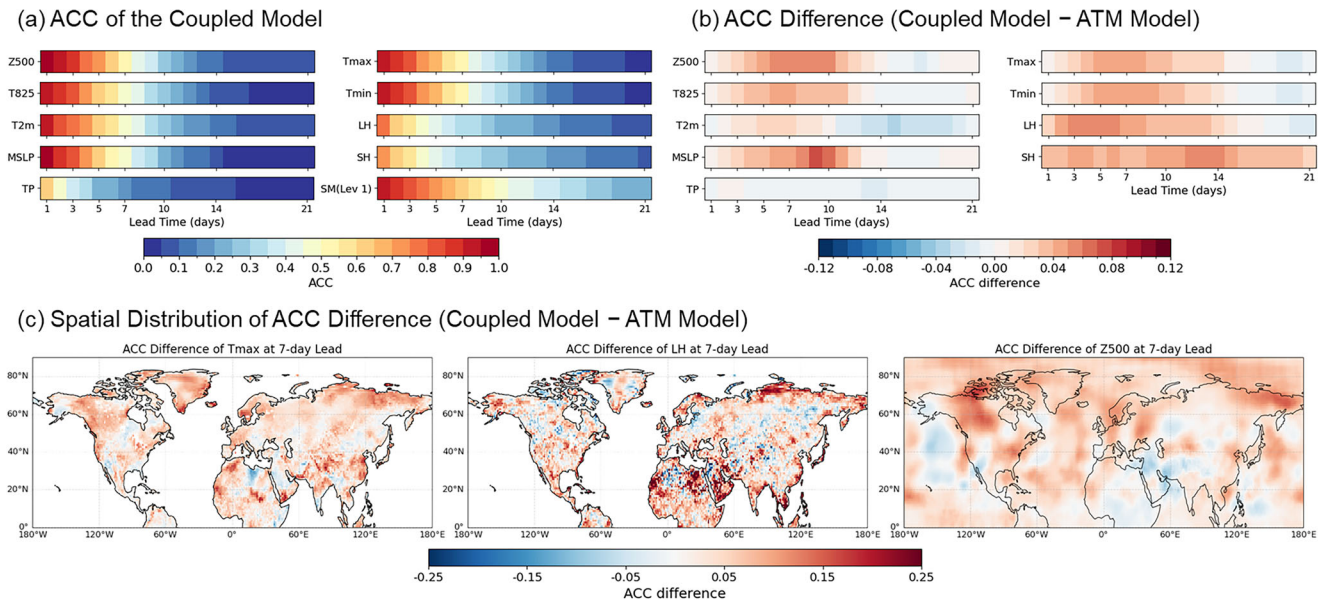 (a) ACC of the Coupled Model
Z500
T825
T2m
MSLP
TP
1 3 5 7 10 14 21
Lead Time (days)
Tmax
Tmin
LH
SH
SM(Lev 1)
1 3 5 7 10 14 21
Lead Time (days)
0.0 0.1 0.2 0.3 0.4 0.5 0.6 0.7 0.8 0.9 1.0
ACC
(b) ACC Difference (Coupled Model − ATM Model)
Z500
T825
T2m
MSLP
TP
1 3 5 7 10 14 21
Lead Time (days)
Tmax
Tmin
LH
SH
1 3 5 7 10 14 21
Lead Time (days)
-0.12 -0.08 -0.04 0.00 0.04 0.08 0.12
ACC difference
(c) Spatial Distribution of ACC Difference (Coupled Model − ATM Model)
ACC Difference of Tmax at 7-day Lead
80°N
60°N
40°N
20°N
0°
180°W 120°W 60°W 0° 60°E 120°E 180°E
ACC Difference of LH at 7-day Lead
80°N
60°N
40°N
20°N
0°
180°W 120°W 60°W 0° 60°E 120°E 180°E
ACC Difference of Z500 at 7-day Lead
80°N
60°N
40°N
20°N
0°
180°W 120°W 60°W 0° 60°E 120°E 180°E
-0.25 -0.15 -0.05 0.05 0.15 0.25
ACC difference